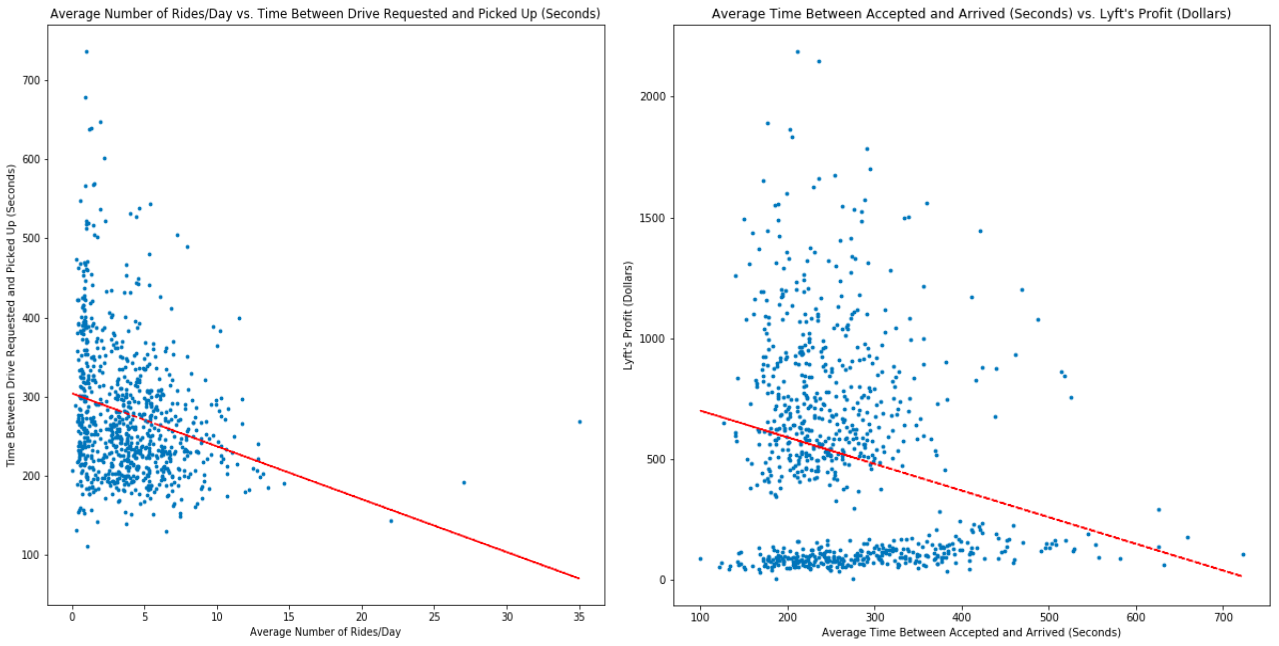 Average Number of Rides/Day vs. Time Between Drive Requested and Picked Up (Seconds)
Time Between Drive Requested and Picked Up (Seconds)
700
600
500
400
300
200
100
0 5 10 15 20 25 30 35
Average Number of Rides/Day
Average Time Between Accepted and Arrived (Seconds) vs. Lyft's Profit (Dollars)
Lyft's Profit (Dollars)
2000
1500
1000
500
0
100 200 300 400 500 600 700
Average Time Between Accepted and Arrived (Seconds)